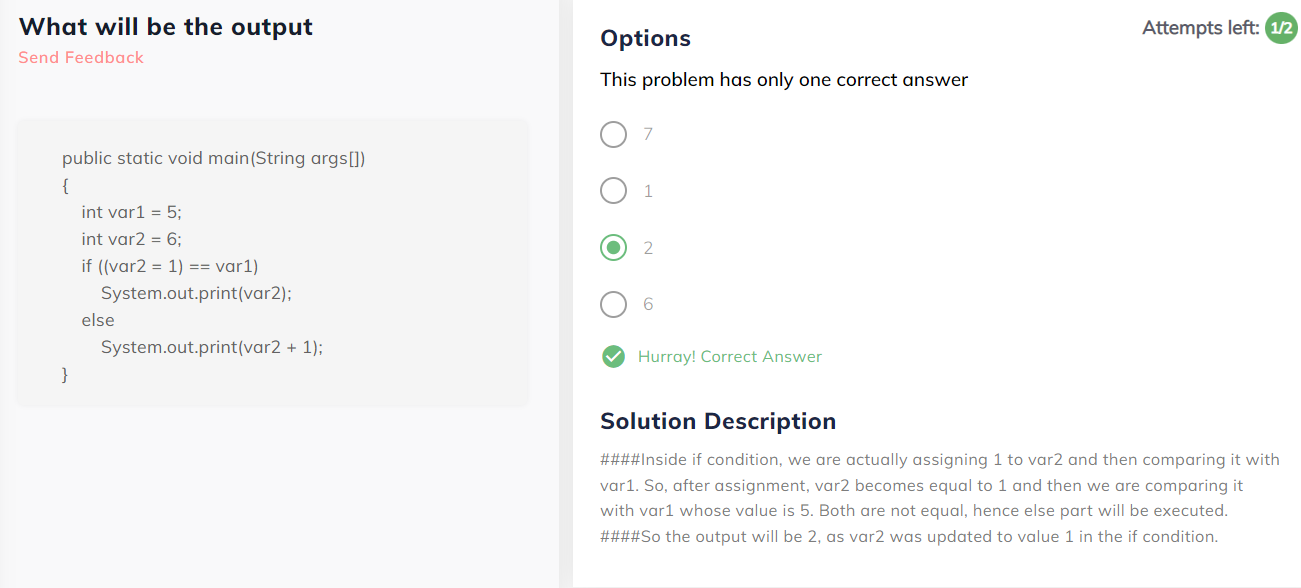 What will be the output
Send Feedback
public static void main(String args[])
{
int var1 = 5;
int var2 = 6;
if ((var2 = 1) == var1)
System.out.print(var2);
else
System.out.print(var2 + 1);
}
Attempts left: 1/2
Options
This problem has only one correct answer
7
1
2
6
Hurray! Correct Answer
Solution Description
####Inside if condition, we are actually assigning 1 to var2 and then comparing it with
var1. So, after assignment, var2 becomes equal to 1 and then we are comparing it
with var1 whose value is 5. Both are not equal, hence else part will be executed.
####So the output will be 2, as var2 was updated to value 1 in the if condition.